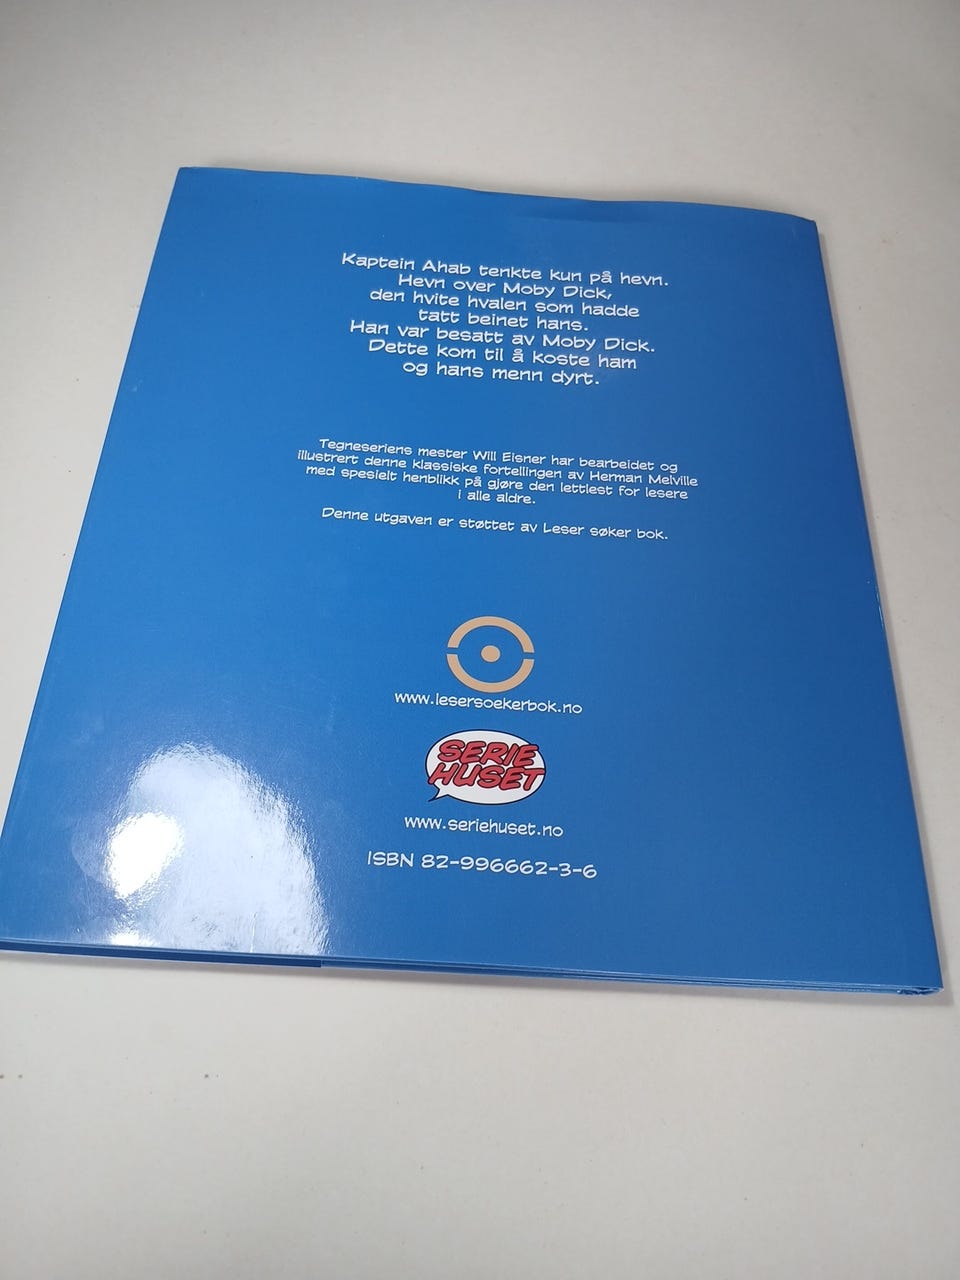 Kaptein Ahab tenkte kun på hevn.
Hevn over Moby Dick,
den hvite hvalen som hadde
tatt beinet hans.
Han var besatt av Moby Dick.
Dette kom til å koste ham
og hans menn dyrt.
Tegneseriens mester Will Eisner har bearbeidet og
illustrert denne klassiske fortellingen av Herman Melville
med spesielt henblikk på gjøre den lettlest for lesere
i alle aldre.
Denne utgaven er støttet av Leser søker bok.
www.lesersoekerbok.no
SERIE
HUSET
www.seriehuset.no
ISBN 82-996662-3-6